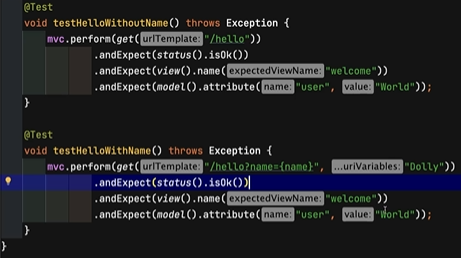 @Test
void testHelloWithoutName() throws Exception {
mvc.perform(get( urlTemplate: "/hello"))
.andExpect(status().isOk())
.andExpect(view().name( expectedViewName: "welcome"))
.andExpect(model().attribute( name: "user", value: "World"));
}
@Test
void testHelloWithName() throws Exception {
mvc.perform(get( urlTemplate: "/hello?name={name}", ...uriVariables: "Dolly")
.andExpect(status().isOk())
.andExpect(view().name( expectedViewName: "welcome"))
.andExpect(model().attribute( name: "user", value: "World"));
}
}